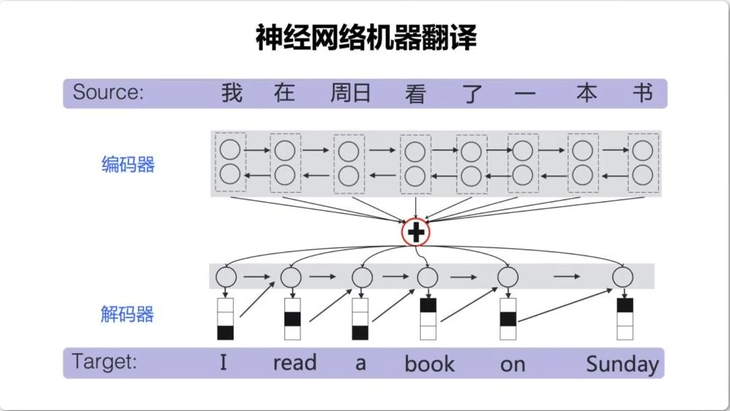 神经网络机器翻译
Source: 我 在 周日 看 了 一 本 书
编码器
解码器
Target: I read a book on Sunday